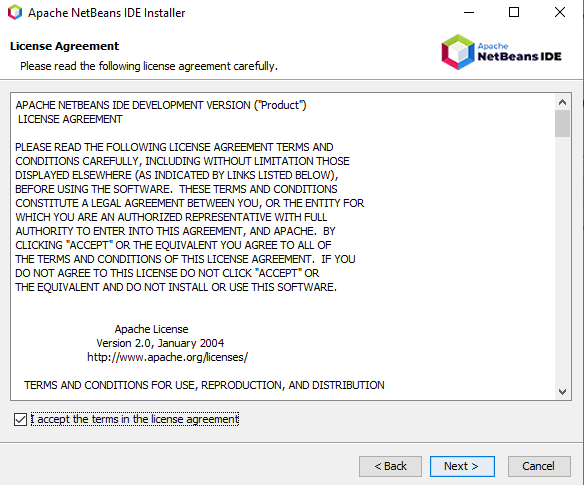 Apache NetBeans IDE Installer
License Agreement
Please read the following license agreement carefully.
Apache
NetBeans IDE
APACHE NETBEANS IDE DEVELOPMENT VERSION ("Product")
LICENSE AGREEMENT
PLEASE READ THE FOLLOWING LICENSE AGREEMENT TERMS AND
CONDITIONS CAREFULLY, INCLUDING WITHOUT LIMITATION THOSE
DISPLAYED ELSEWHERE (AS INDICATED BY LINKS LISTED BELOW),
BEFORE USING THE SOFTWARE.  THESE TERMS AND CONDITIONS
CONSTITUTE A LEGAL AGREEMENT BETWEEN YOU, OR THE ENTITY FOR
WHICH YOU ARE AN AUTHORIZED REPRESENTATIVE WITH FULL
AUTHORITY TO ENTER INTO THIS AGREEMENT, AND APACHE.  BY
CLICKING "ACCEPT" OR THE EQUIVALENT YOU AGREE TO ALL OF
THE TERMS AND CONDITIONS OF THIS LICENSE AGREEMENT.  IF YOU
DO NOT AGREE TO THIS LICENSE DO NOT CLICK "ACCEPT" OR
THE EQUIVALENT AND DO NOT INSTALL OR USE THIS SOFTWARE.
Apache License
Version 2.0, January 2004
http://www.apache.org/licenses/
TERMS AND CONDITIONS FOR USE, REPRODUCTION, AND DISTRIBUTION
I accept the terms in the license agreement
< Back
Next >
Cancel